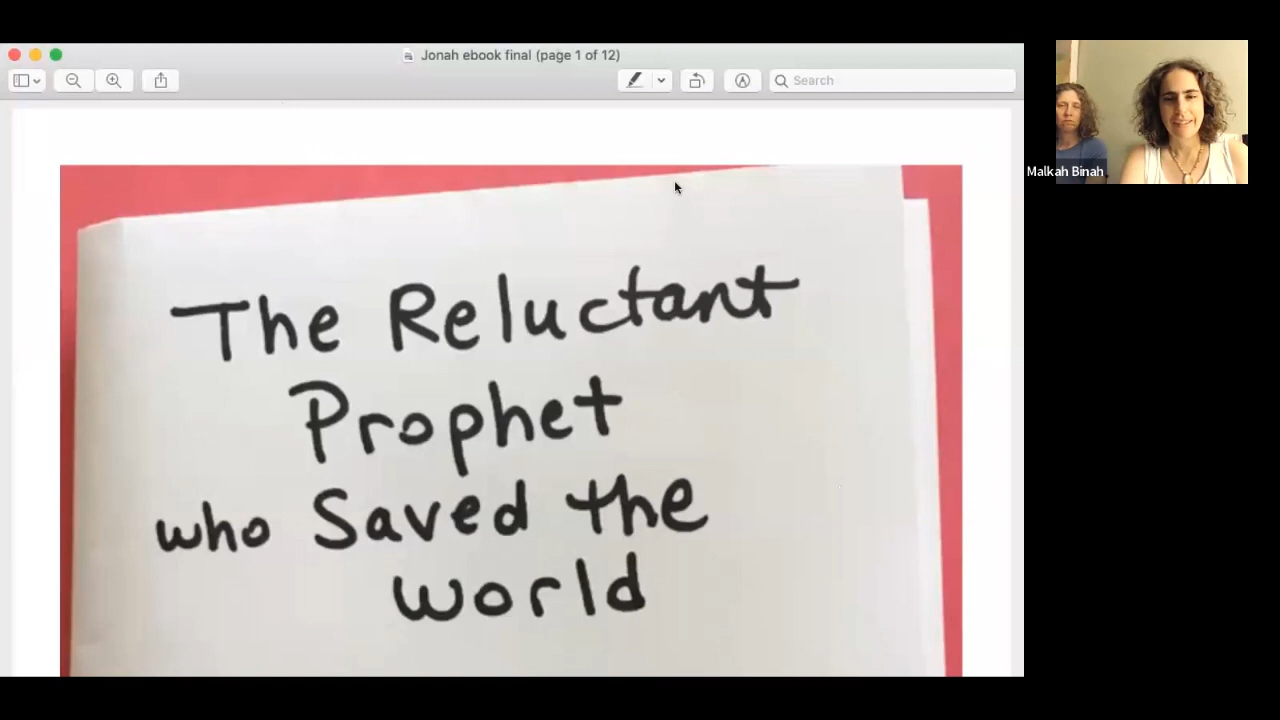 Jonah ebook final (page 1 of 12)
Search
The Reluctant
Prophet
who Saved the
World
Malkah Binah